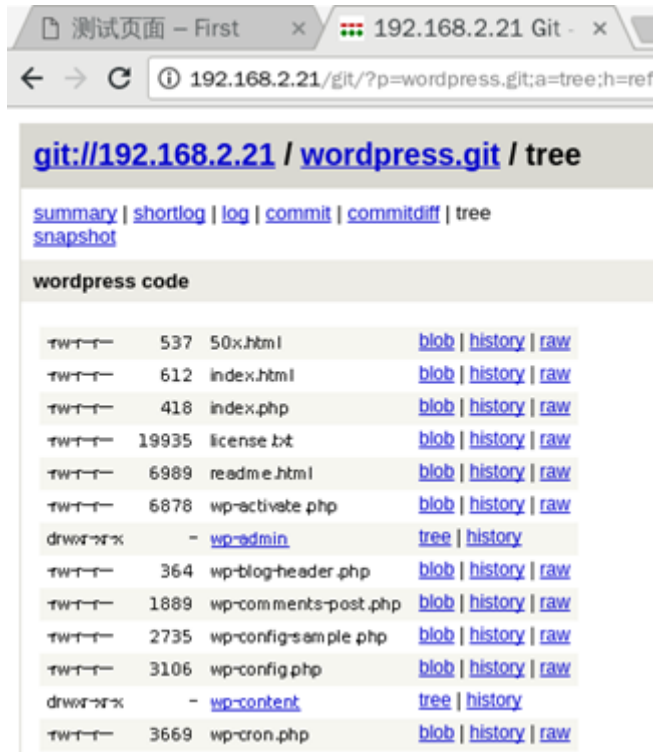 测试页面 – First × 192.168.2.21 Git - ×
192.168.2.21/git/?p=wordpress.git;a=tree;h=ref
git://192.168.2.21 / wordpress.git / tree
summary | shortlog | log | commit | commitdiff | tree
snapshot
wordpress code
-rw-r--r-- 537 50x.html blob | history | raw
-rw-r--r-- 612 index.html blob | history | raw
-rw-r--r-- 418 index.php blob | history | raw
-rw-r--r-- 19935 license.txt blob | history | raw
-rw-r--r-- 6989 readme.html blob | history | raw
-rw-r--r-- 6878 wp-activate.php blob | history | raw
drwxr-xr-x - wp-admin tree | history
-rw-r--r-- 364 wp-blog-header.php blob | history | raw
-rw-r--r-- 1889 wp-comments-post.php blob | history | raw
-rw-r--r-- 2735 wp-config-sample.php blob | history | raw
-rw-r--r-- 3106 wp-config.php blob | history | raw
drwxr-xr-x - wp-content tree | history
-rw-r--r-- 3669 wp-cron.php blob | history | raw